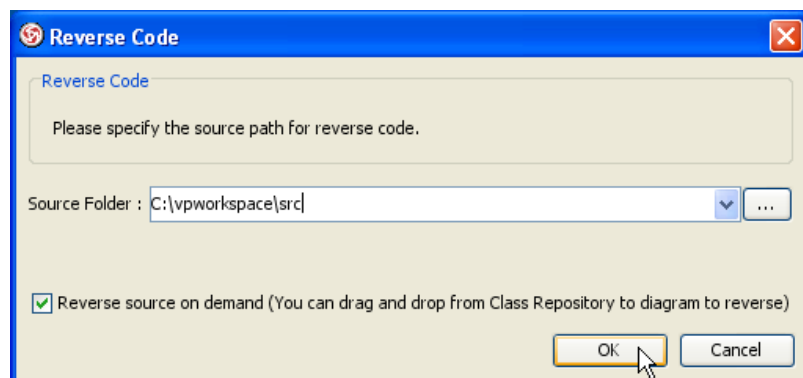 Reverse Code
Reverse Code
Please specify the source path for reverse code.
Source Folder : C:\vpworkspace\src ...
Reverse source on demand (You can drag and drop from Class Repository to diagram to reverse)
OK Cancel